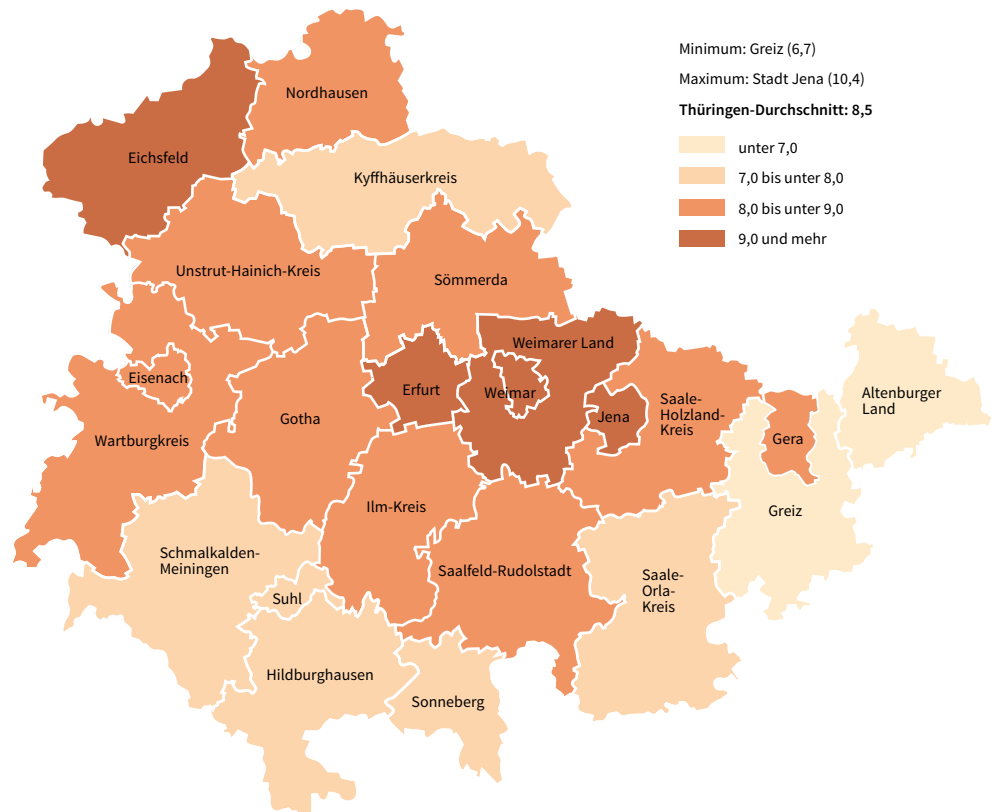 Minimum: Greiz (6,7)
Maximum: Stadt Jena (10,4)
Thüringen-Durchschnitt: 8,5
unter 7,0
7,0 bis unter 8,0
8,0 bis unter 9,0
9,0 und mehr
Nordhausen
Eichsfeld
Kyffhäuserkreis
Unstrut-Hainich-Kreis
Sömmerda
Weimarer Land
Eisenach
Erfurt
Weimar
Altenburger
Land
Saale-
Holzland-
Kreis
Gotha
Jena
Wartburgkreis
Gera
Ilm-Kreis
Greiz
Schmalkalden-
Meiningen
Saalfeld-Rudolstadt
Saale-
Orla-
Kreis
Suhl
Hildburghausen
Sonneberg